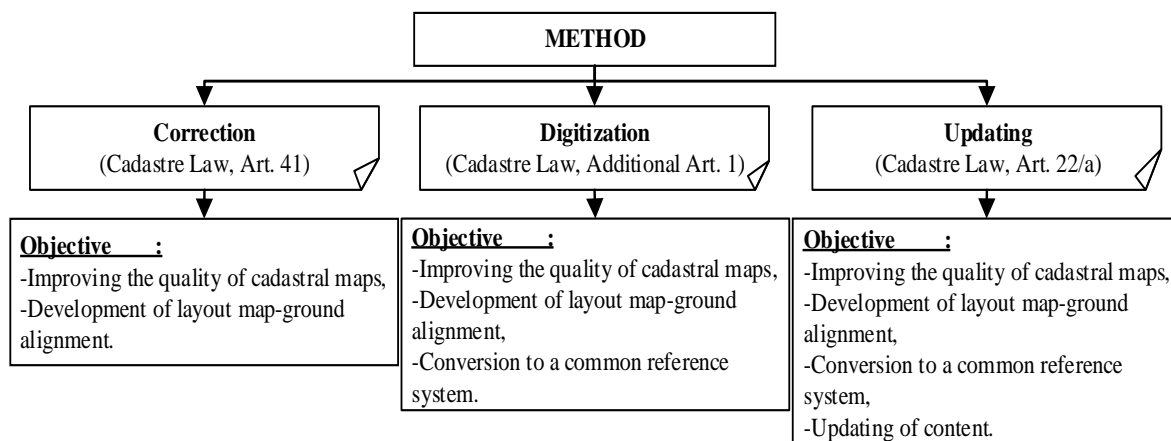 METHOD
Correction
(Cadastre Law, Art. 41)
Digitization
(Cadastre Law, Additional Art. 1)
Updating
(Cadastre Law, Art. 22/a)
Objective :
-Improving the quality of cadastral maps,
-Development of layout map-ground
alignment.
Objective :
-Improving the quality of cadastral maps,
-Development of layout map-ground
alignment,
-Conversion to a common reference
system.
Objective :
-Improving the quality of cadastral maps,
-Development of layout map-ground
alignment,
-Conversion to a common reference
system,
-Updating of content.